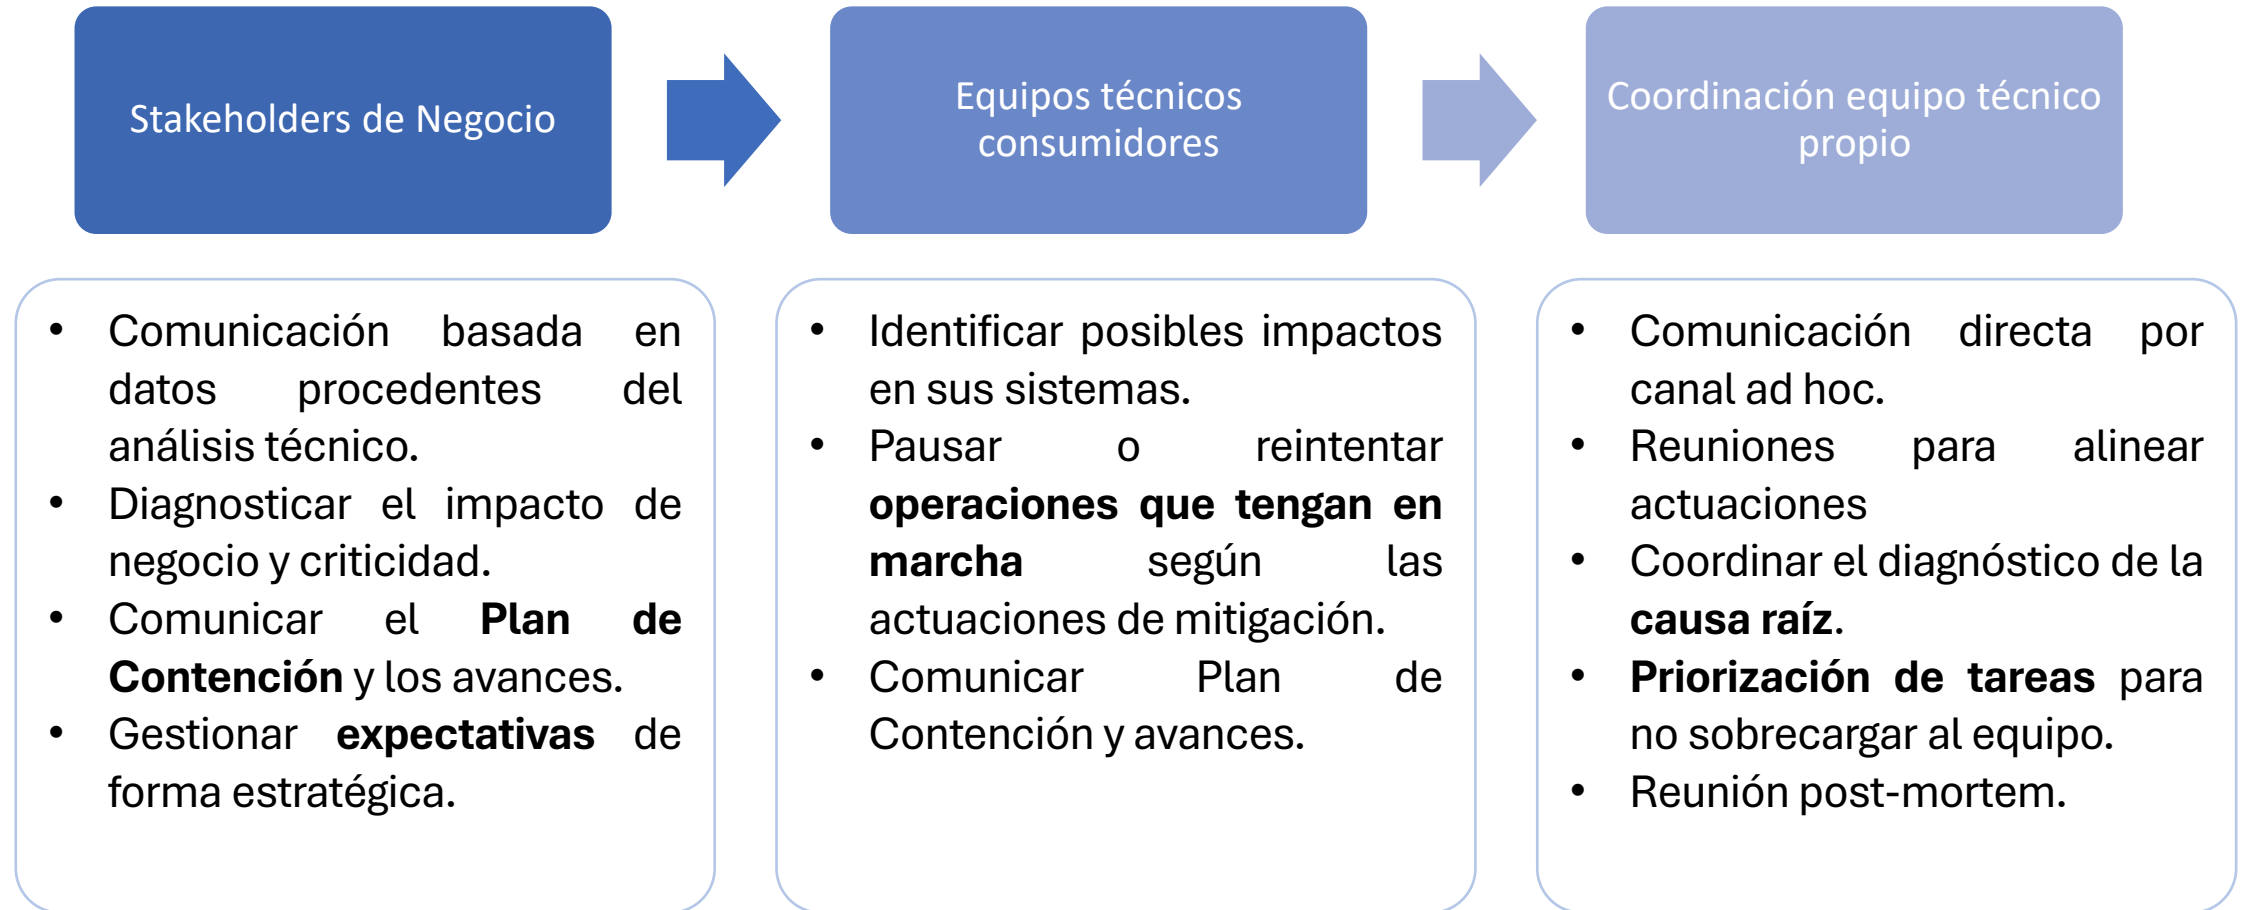 Stakeholders de Negocio
Equipos técnicos
consumidores
Coordinación equipo técnico
propio
• Comunicación basada en
datos procedentes del
análisis técnico.
• Diagnosticar el impacto de
negocio y criticidad.
• Comunicar el Plan de
Contención y los avances.
• Gestionar expectativas de
forma estratégica.
• Identificar posibles impactos
en sus sistemas.
• Pausar o reintentar
operaciones que tengan en
marcha según las
actuaciones de mitigación.
• Comunicar Plan de
Contención y avances.
• Comunicación directa por
canal ad hoc.
• Reuniones para alinear
actuaciones
• Coordinar el diagnóstico de la
causa raíz.
• Priorización de tareas para
no sobrecargar al equipo.
• Reunión post-mortem.